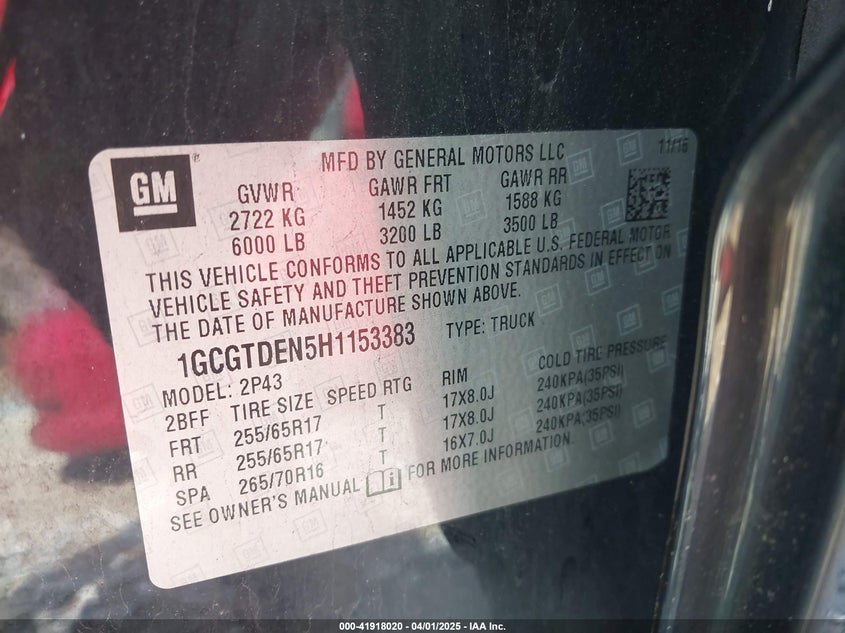 GM
MFD BY GENERAL MOTORS LLC 11/16
GVWR GAWR FRT GAWR RR
2722 KG 1452 KG 1588 KG
6000 LB 3200 LB 3500 LB
THIS VEHICLE CONFORMS TO ALL APPLICABLE U.S. FEDERAL MOTOR
VEHICLE SAFETY AND THEFT PREVENTION STANDARDS IN EFFECT ON
THE DATE OF MANUFACTURE SHOWN ABOVE.
1GCGTDEN5H1153383 TYPE: TRUCK
MODEL: 2P43
2BFF TIRE SIZE SPEED RTG RIM COLD TIRE PRESSURE
FRT 255/65R17 T 17X8.0J 240KPA(35PSI)
RR 255/65R17 T 17X8.0J 240KPA(35PSI)
SPA 265/70R16 T 16X7.0J 240KPA(35PSI)
SEE OWNER'S MANUAL FOR MORE INFORMATION.
000-41918020 - 04/01/2025 - IAA Inc.